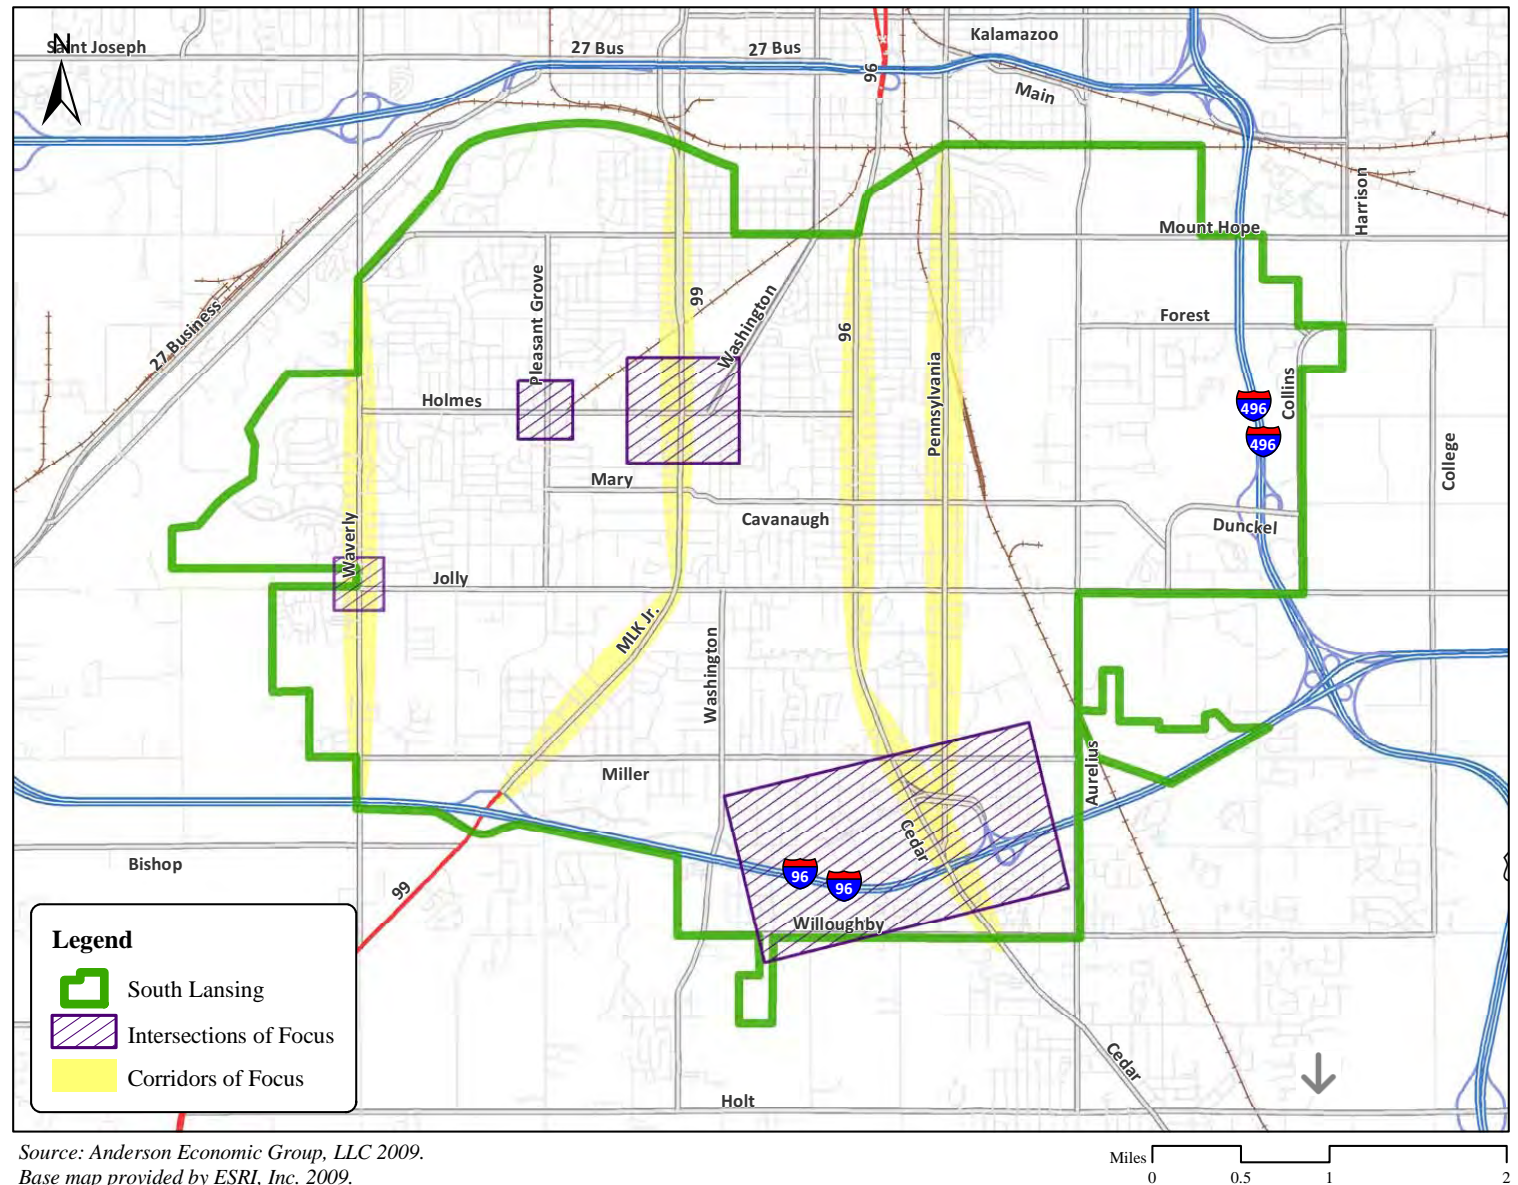 N
Saint Joseph
27 Bus
27 Bus
Kalamazoo
96
Main
Harrison
Mount Hope
Pleasant Grove
99
Washington
96
Forest
27 Business
Pennsylvania
Holmes
496
496
Collins
College
Mary
Cavanaugh
Dunckel
Waverly
Jolly
MLK Jr.
Washington
Miller
Aurelius
Cedar
Bishop
96
96
99
Willoughby
Cedar
Holt
Legend
South Lansing
Intersections of Focus
Corridors of Focus
Source: Anderson Economic Group, LLC 2009.
Base map provided by ESRI, Inc. 2009.
Miles
0 0.5 1 2